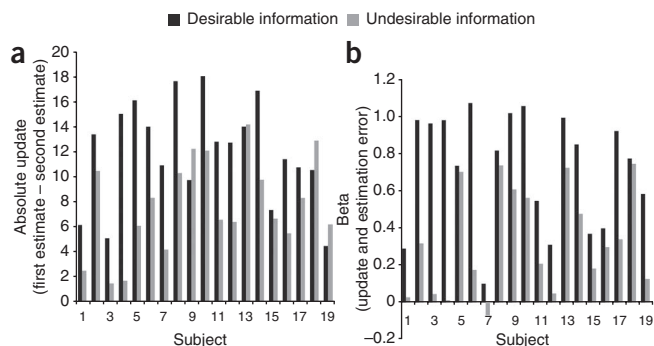 Desirable information Undesirable information
a
Absolute update
(first estimate – second estimate)
20
18
16
14
12
10
8
6
4
2
0
1 3 5 7 9 11 13 15 17 19
Subject
b
Beta
(update and estimation error)
1.2
1.0
0.8
0.6
0.4
0.2
0
–0.2
1 3 5 7 9 11 13 15 17 19
Subject